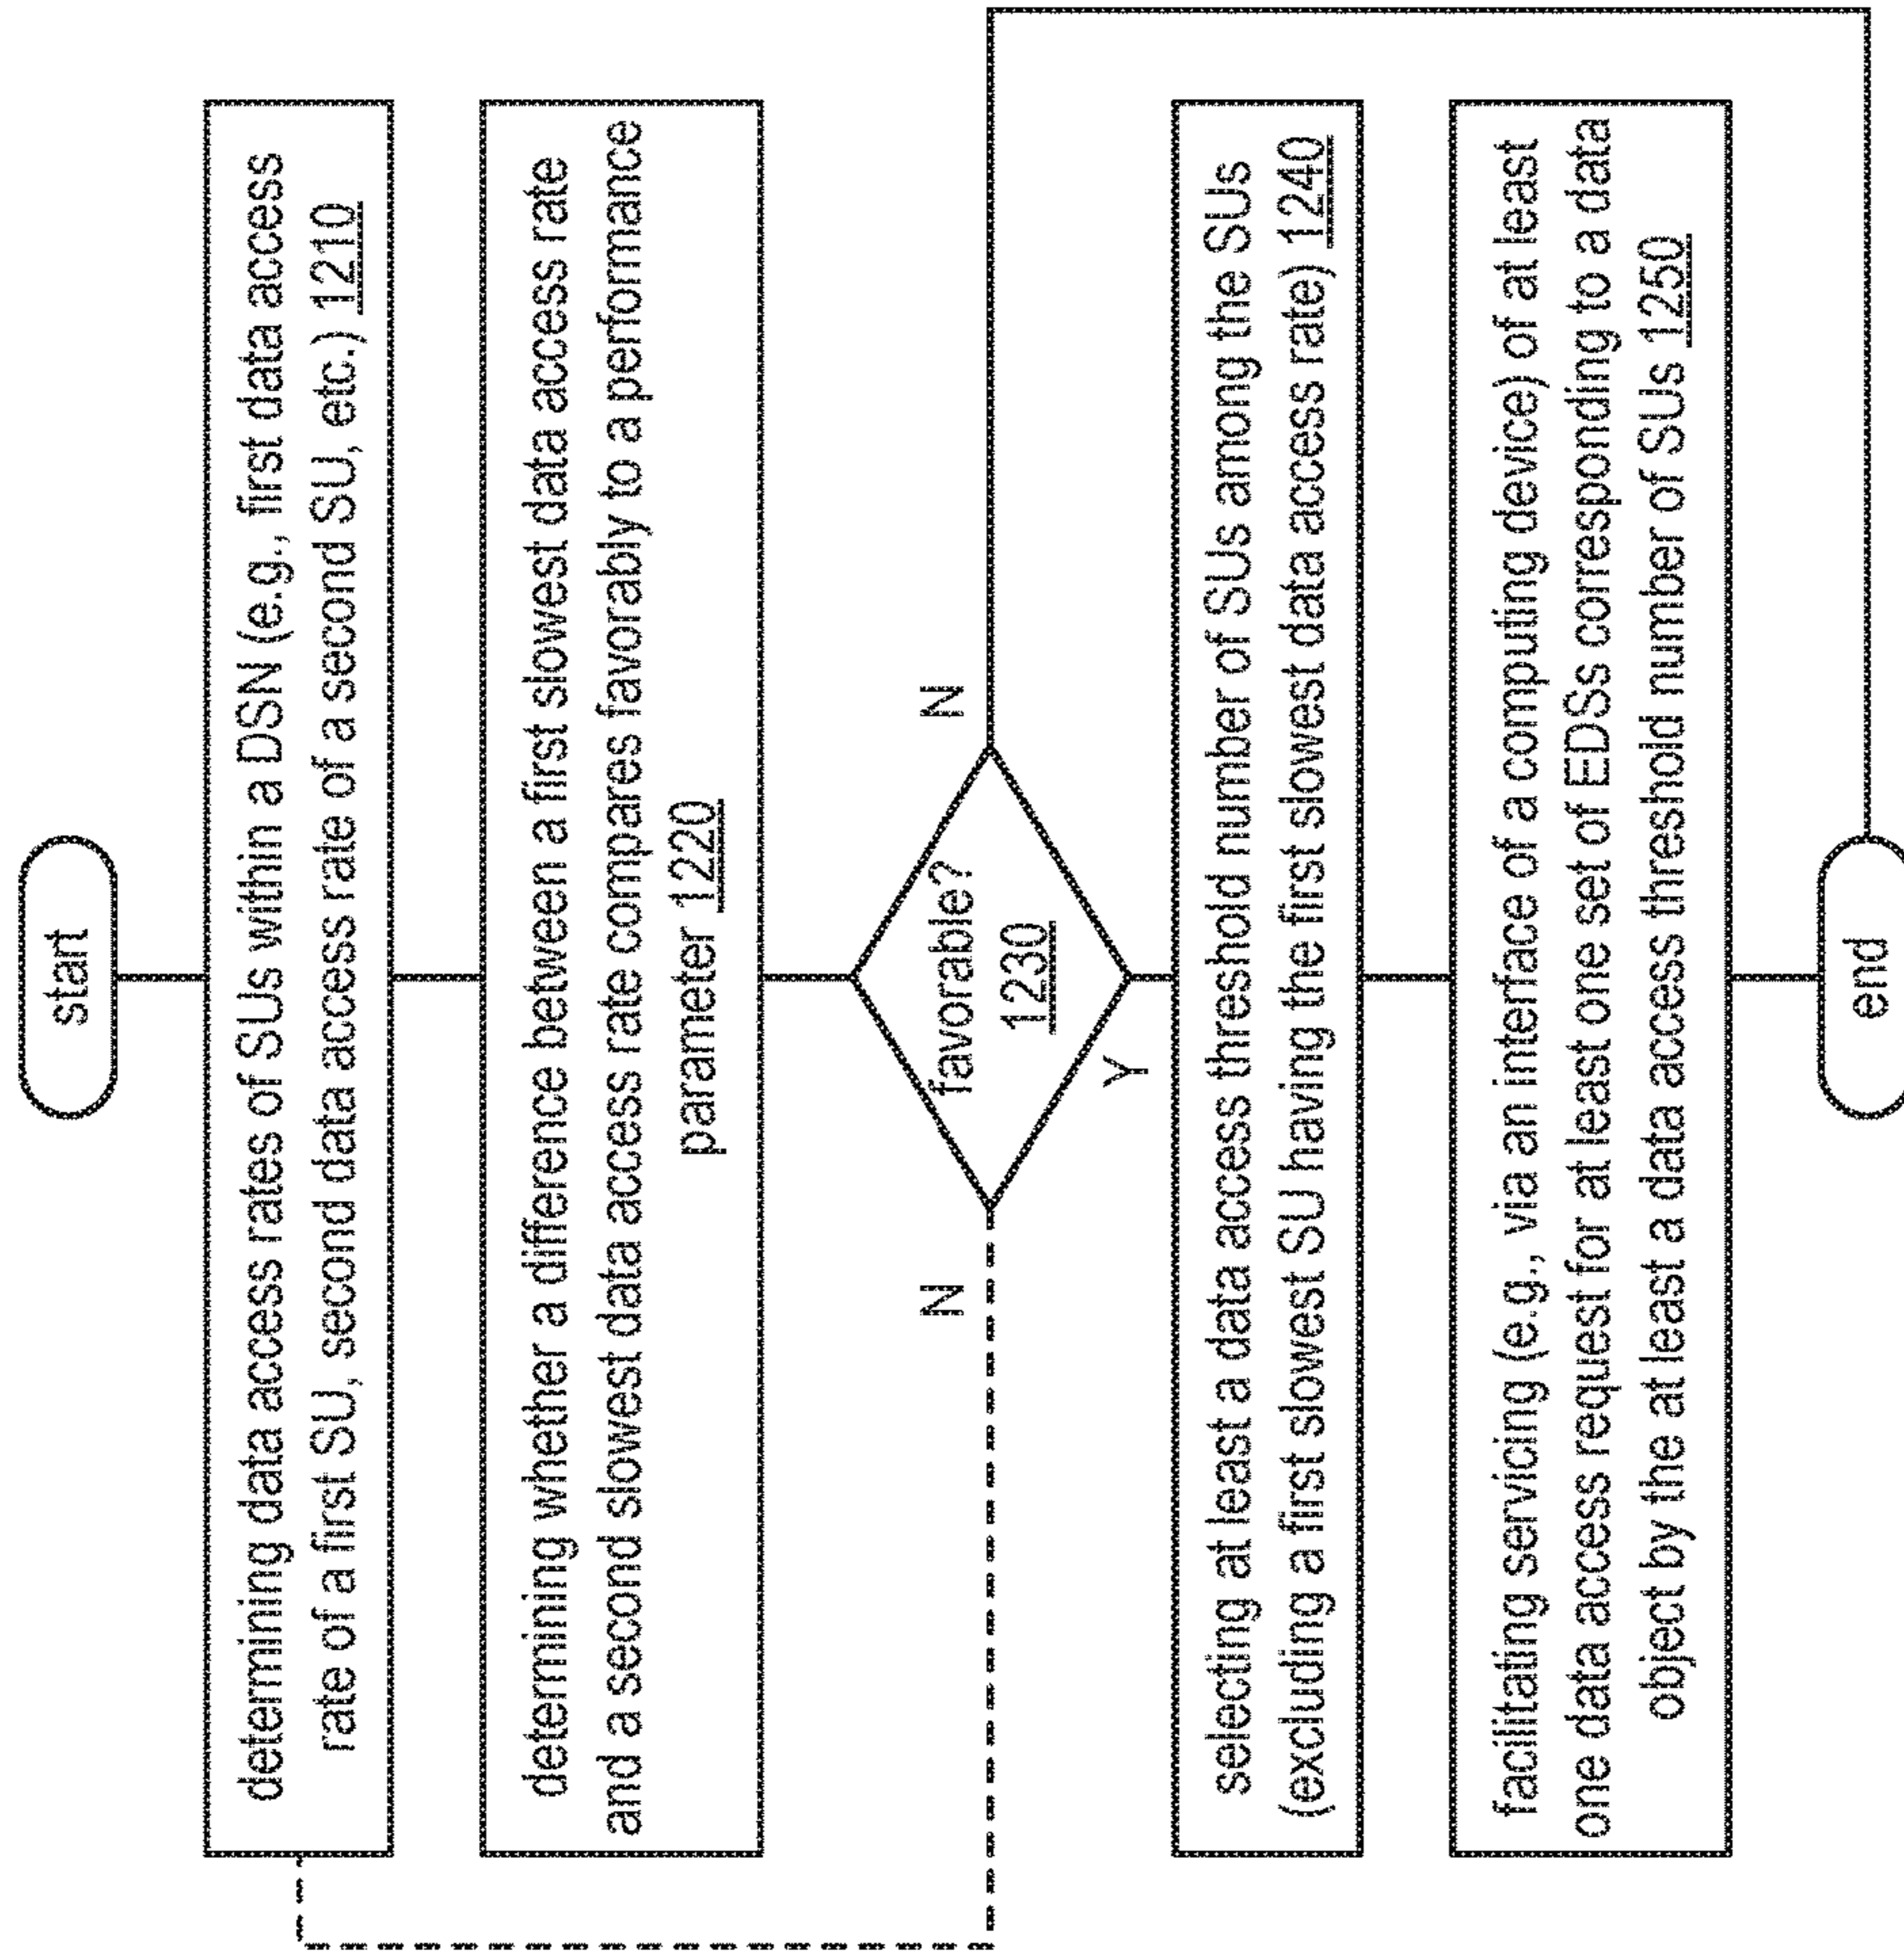 start
determining data access rates of SUs within a DSN (e.g., first data access
rate of a first SU, second data access rate of a second SU, etc.) 1210
determining whether a difference between a first slowest data access rate
and a second slowest data access rate compares favorably to a performance
parameter 1220
favorable?
1230
N
N
Y
selecting at least a data access threshold number of SUs among the SUs
(excluding a first slowest SU having the first slowest data access rate) 1240
facilitating servicing (e.g., via an interface of a computing device) of at least
one data access request for at least one set of EDSs corresponding to a data
object by the at least a data access threshold number of SUs 1250
end